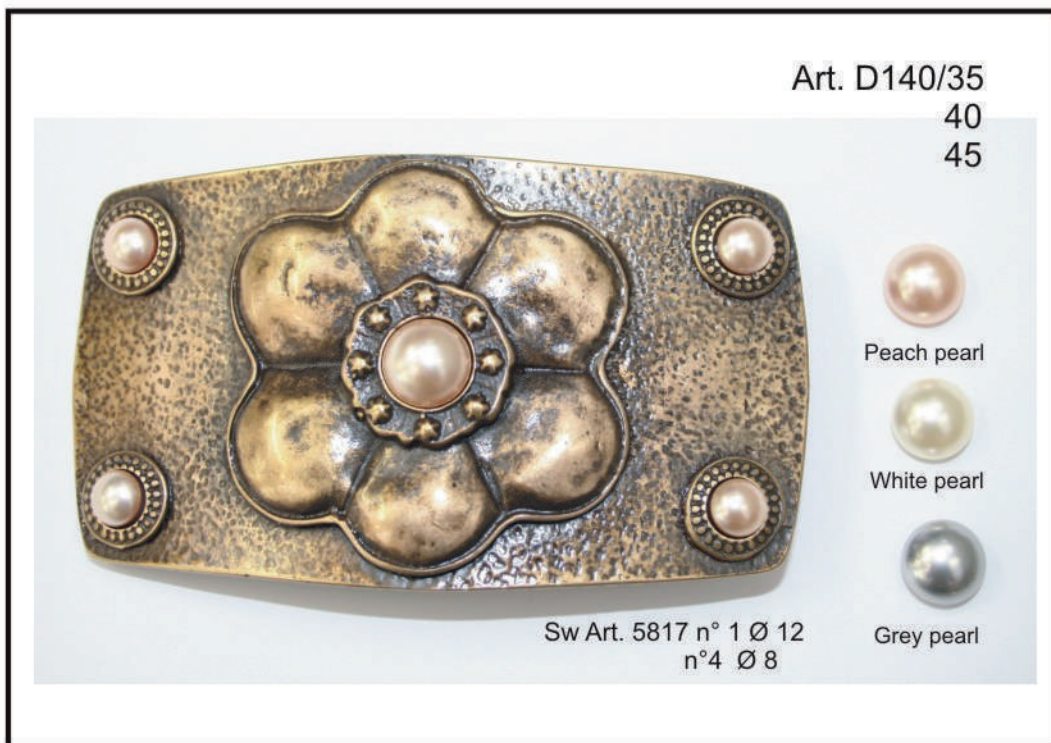 Art. D140/35
40
45
Peach pearl
White pearl
Grey pearl
Sw Art. 5817 n° 1 Ø 12
n°4 Ø 8